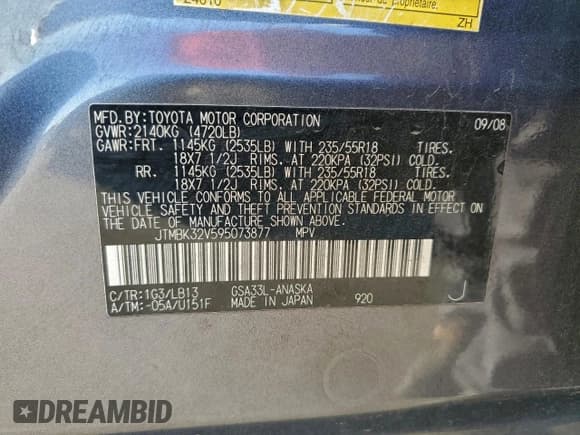 24010
propriétaire.
ZH
MFD.BY:TOYOTA MOTOR CORPORATION 09/08
GVWR:2140KG (4720LB)
GAWR:FRT. 1145KG (2535LB) WITH 235/55R18 TIRES.
18X7 1/2J RIMS. AT 220KPA (32PSI) COLD.
RR. 1145KG (2535LB) WITH 235/55R18 TIRES.
18X7 1/2J RIMS. AT 220KPA (32PSI) COLD.
THIS VEHICLE CONFORMS TO ALL APPLICABLE FEDERAL MOTOR
VEHICLE SAFETY AND THEFT PREVENTION STANDARDS IN EFFECT ON
THE DATE OF MANUFACTURE SHOWN ABOVE.
JTMBK32V595073877 MPV
C/TR:1G3/LB13 GSA33L-ANASKA
A/TM:-05A/U151F MADE IN JAPAN 920 J
DREAMBID